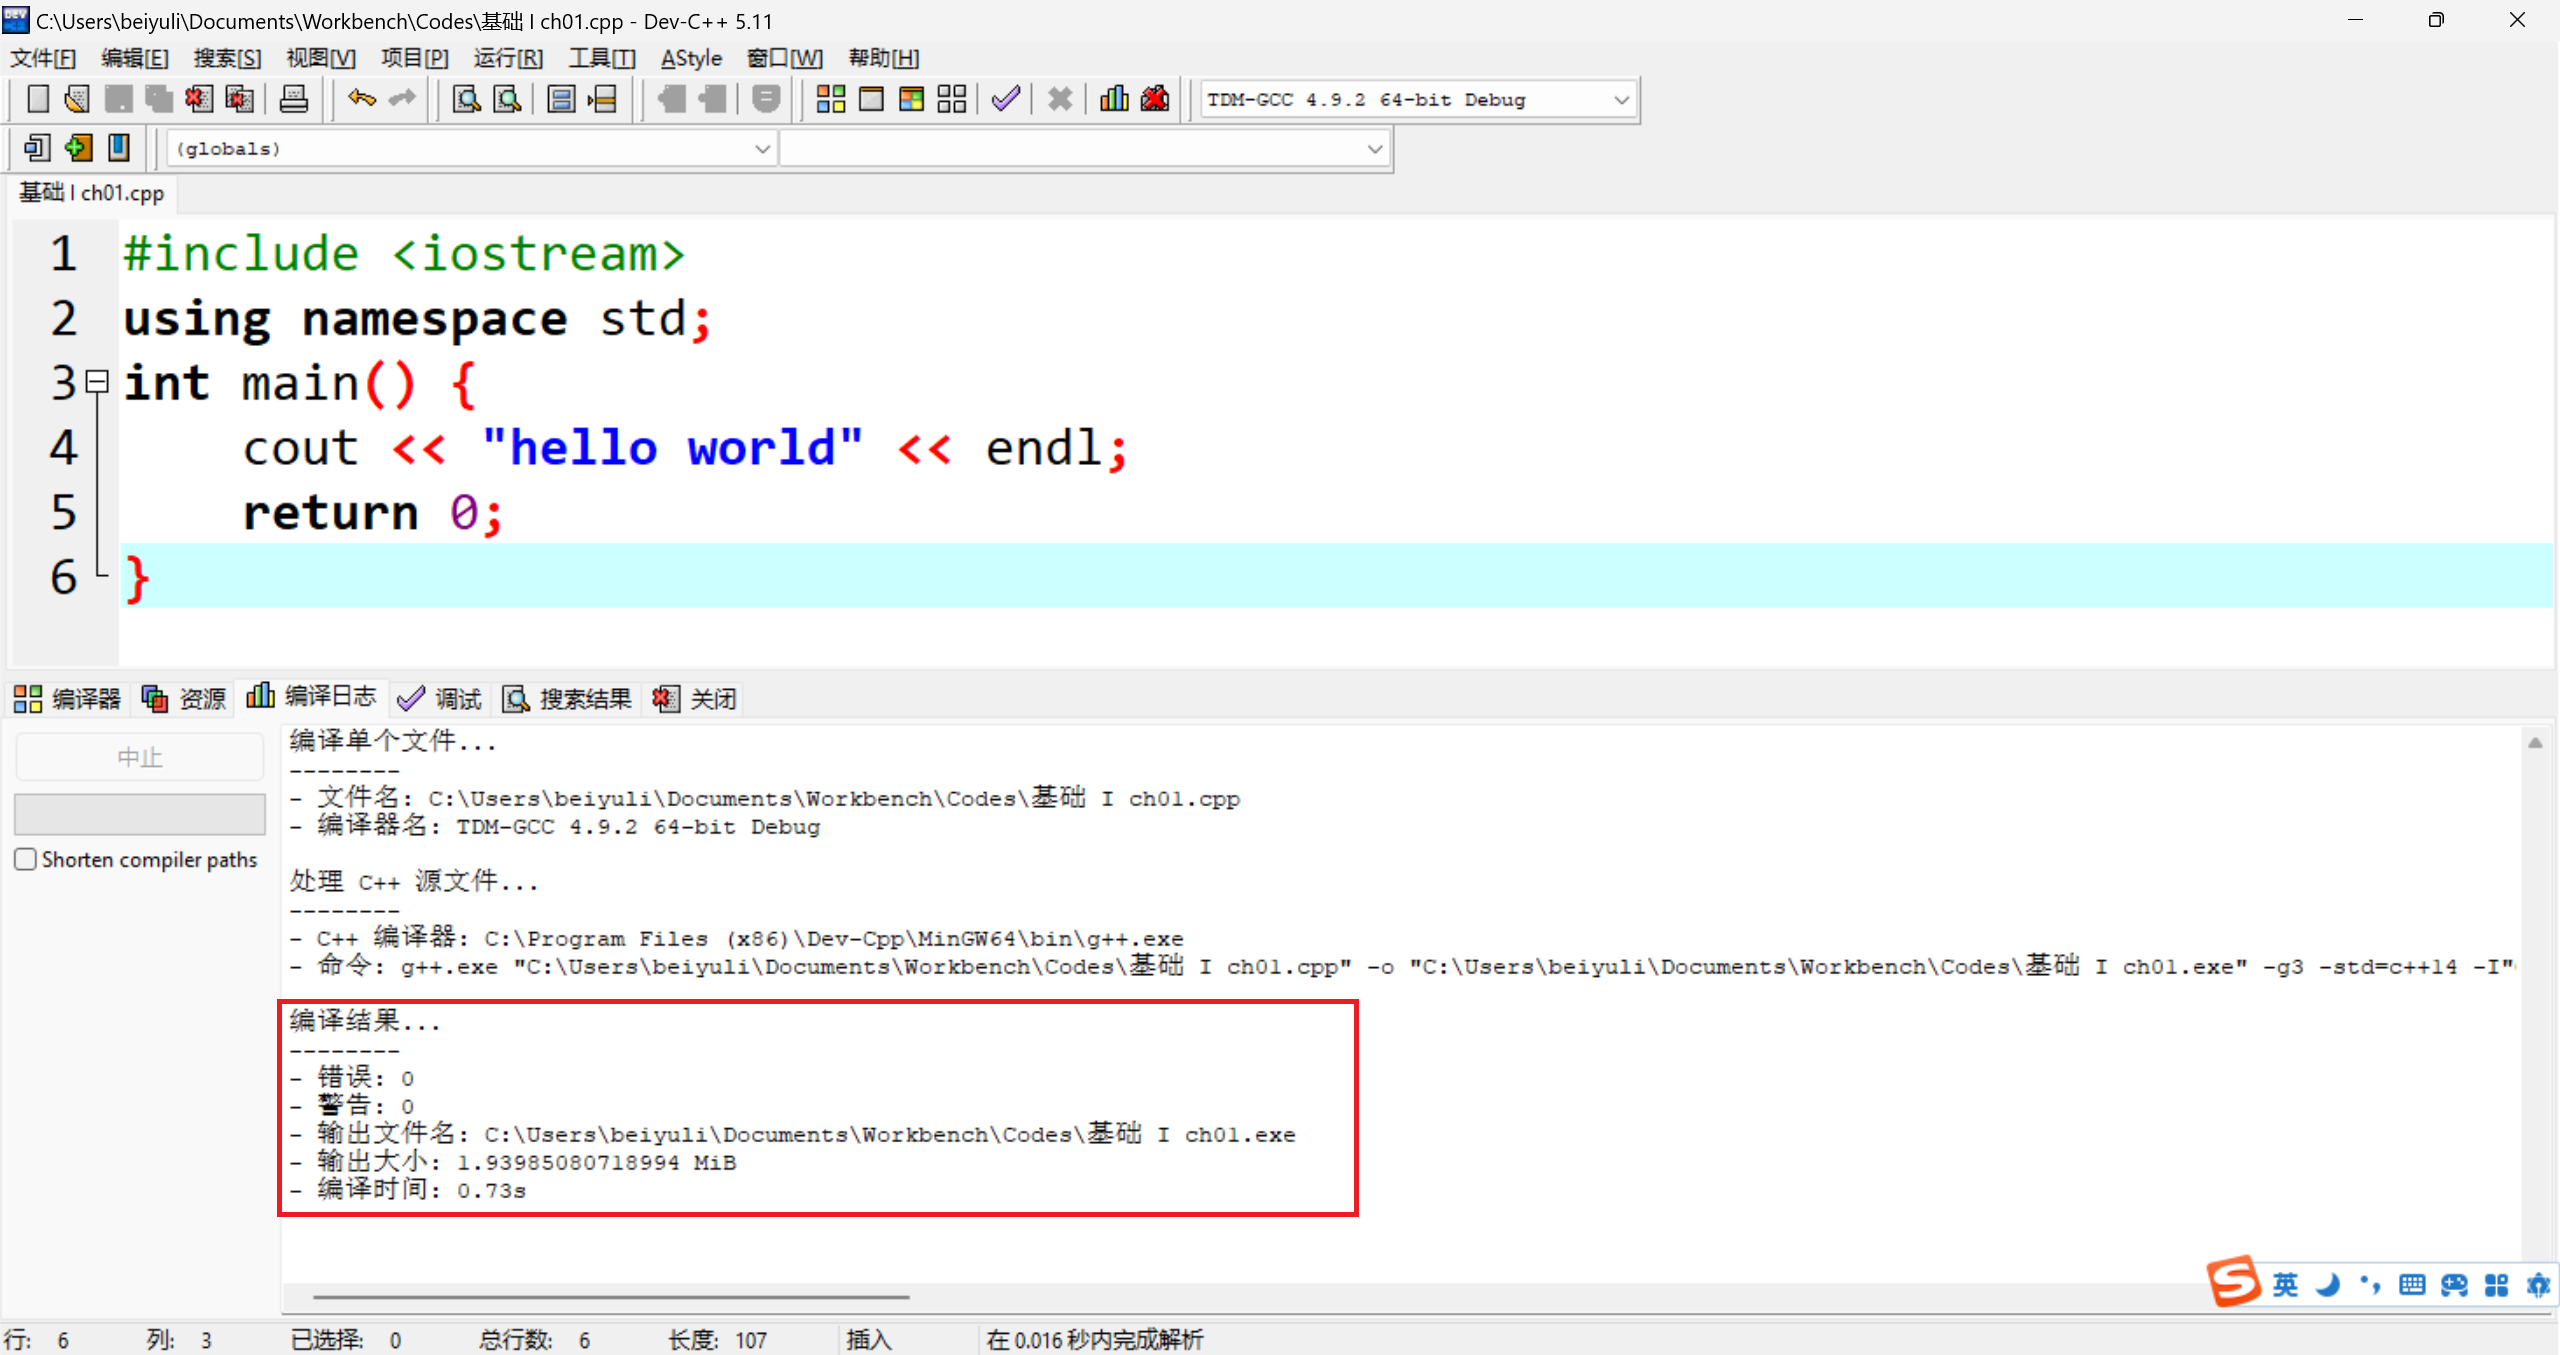 C:\Users\beiyuli\Documents\Workbench\Codes\基础 I ch01.cpp - Dev-C++ 5.11
文件[F] 编辑[E] 搜索[S] 视图[V] 项目[P] 运行[R] 工具[T] AStyle 窗口[W] 帮助[H]
TDM-GCC 4.9.2 64-bit Debug
(globals)
基础 I ch01.cpp
1 #include <iostream>
2 using namespace std;
3 int main() {
4 cout << "hello world" << endl;
5 return 0;
6 }
编译器 资源 编译日志 调试 搜索结果 关闭
中止
Shorten compiler paths
编译单个文件...
--------
- 文件名: C:\Users\beiyuli\Documents\Workbench\Codes\基础 I ch01.cpp
- 编译器名: TDM-GCC 4.9.2 64-bit Debug
处理 C++ 源文件...
--------
- C++ 编译器: C:\Program Files (x86)\Dev-Cpp\MinGW64\bin\g++.exe
- 命令: g++.exe "C:\Users\beiyuli\Documents\Workbench\Codes\基础 I ch01.cpp" -o "C:\Users\beiyuli\Documents\Workbench\Codes\基础 I ch01.exe" -g3 -std=c++14 -I"
编译结果...
--------
- 错误: 0
- 警告: 0
- 输出文件名: C:\Users\beiyuli\Documents\Workbench\Codes\基础 I ch01.exe
- 输出大小: 1.93985080718994 MiB
- 编译时间: 0.73s
英
行: 6 列: 3 已选择: 0 总行数: 6 长度: 107 插入 在 0.016 秒内完成解析